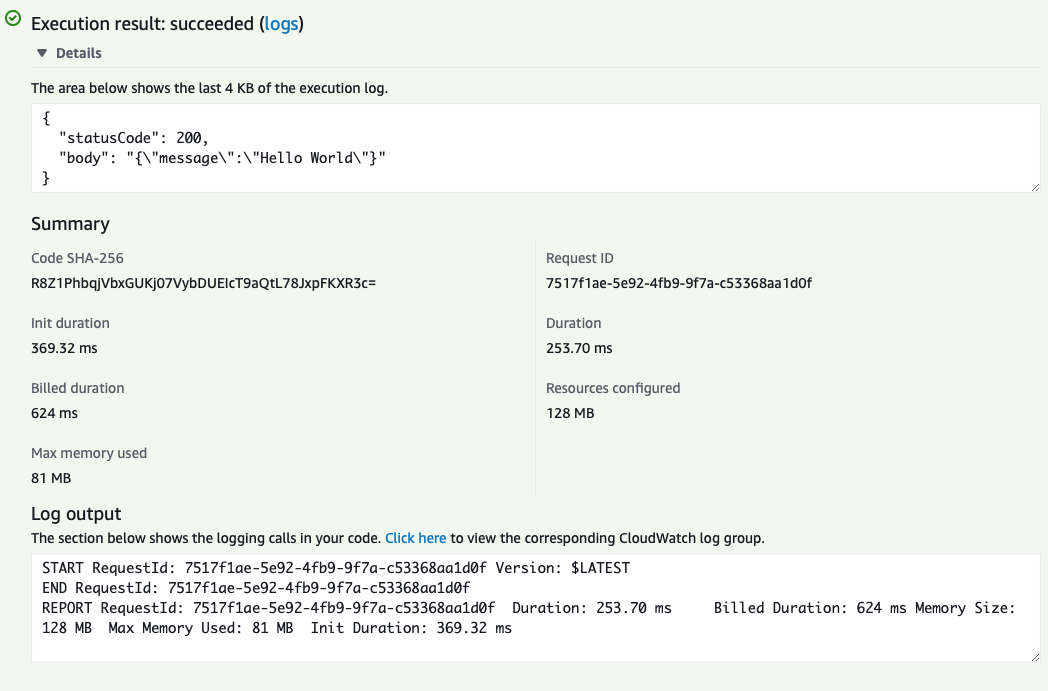 Execution result: succeeded (logs)
Details
The area below shows the last 4 KB of the execution log.
{
  "statusCode": 200,
  "body": "{\"message\":\"Hello World\"}"
}
Summary
Code SHA-256
R8Z1PhbqjVbxGUKj07VybDUEIcT9aQtL78JxpFKXR3c=
Request ID
7517f1ae-5e92-4fb9-9f7a-c53368aa1d0f
Init duration
369.32 ms
Duration
253.70 ms
Billed duration
624 ms
Resources configured
128 MB
Max memory used
81 MB
Log output
The section below shows the logging calls in your code. Click here to view the corresponding CloudWatch log group.
START RequestId: 7517f1ae-5e92-4fb9-9f7a-c53368aa1d0f Version: $LATEST
END RequestId: 7517f1ae-5e92-4fb9-9f7a-c53368aa1d0f
REPORT RequestId: 7517f1ae-5e92-4fb9-9f7a-c53368aa1d0f  Duration: 253.70 ms     Billed Duration: 624 ms Memory Size:
128 MB  Max Memory Used: 81 MB  Init Duration: 369.32 ms